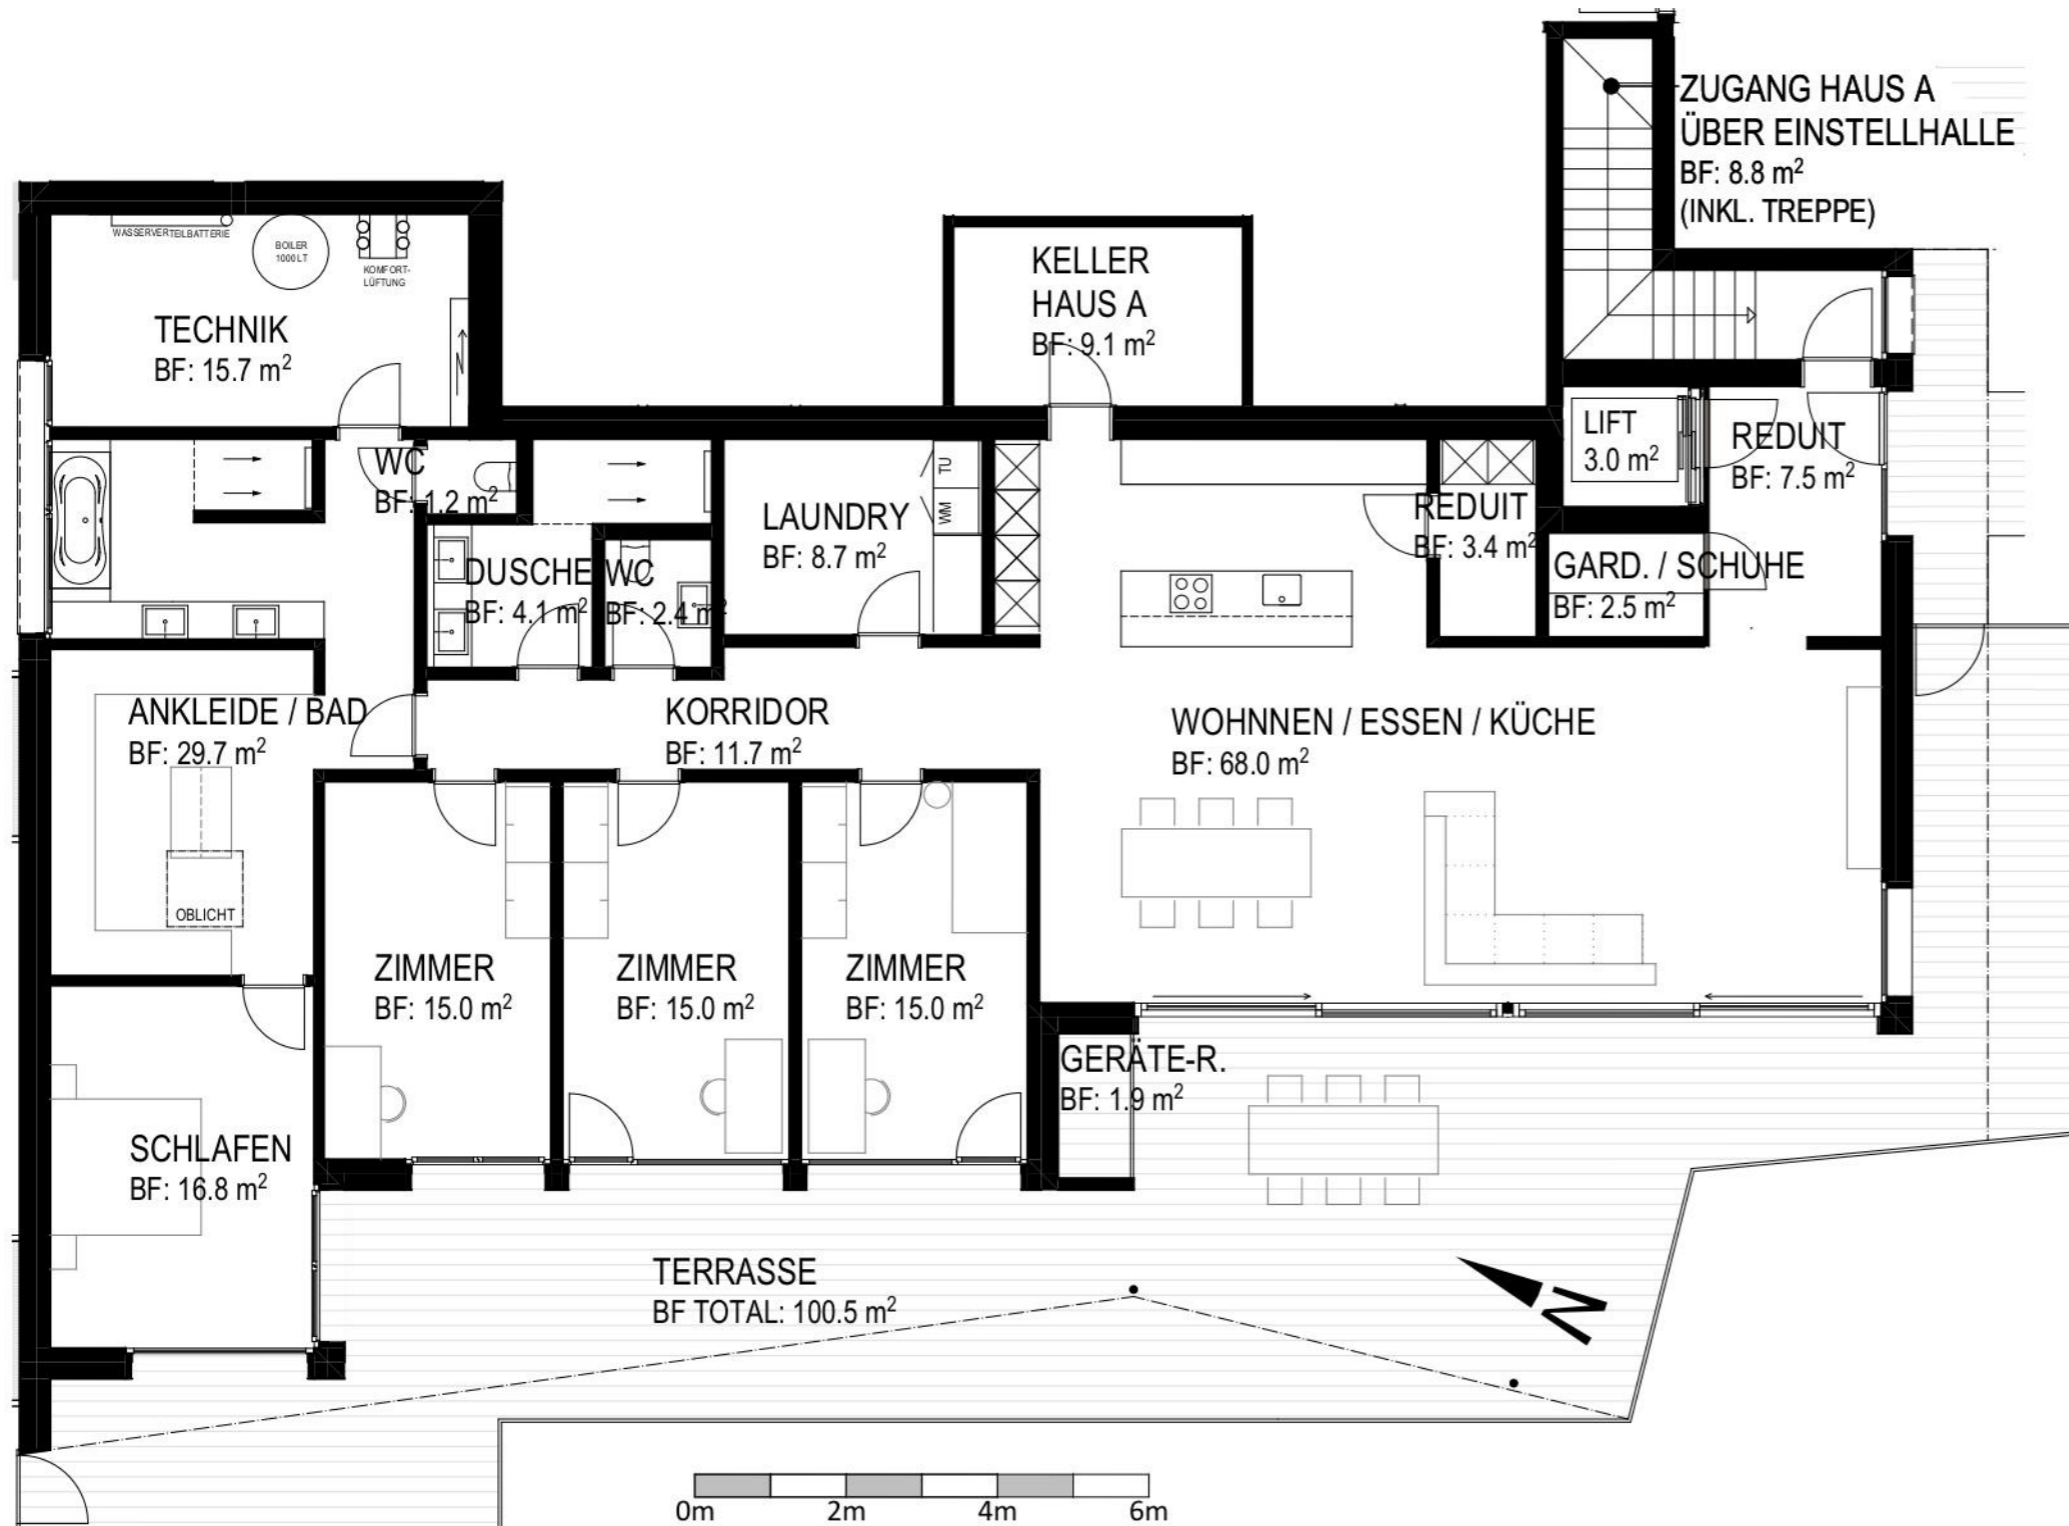 ZUGANG HAUS A
ÜBER EINSTELLHALLE
BF: 8.8 m²
(INKL. TREPPE)
WASSERVERTEILBATTERIE
BOILER
1000LT
KOMFORT-
LÜFTUNG
TECHNIK
BF: 15.7 m²
N
KELLER
HAUS A
BF: 9.1 m²
LIFT
3.0 m²
REDUIT
BF: 7.5 m²
WC
BF: 1.2 m²
TU
WM
LAUNDRY
BF: 8.7 m²
REDUIT
BF: 3.4 m²
DUSCHE
BF: 4.1 m²
WC
BF: 2.4 m²
GARD. / SCHUHE
BF: 2.5 m²
ANKLEIDE / BAD
BF: 29.7 m²
KORRIDOR
BF: 11.7 m²
WOHNNEN / ESSEN / KÜCHE
BF: 68.0 m²
OBLICHT
ZIMMER
BF: 15.0 m²
ZIMMER
BF: 15.0 m²
ZIMMER
BF: 15.0 m²
GERÄTE-R.
BF: 1.9 m²
SCHLAFEN
BF: 16.8 m²
TERRASSE
BF TOTAL: 100.5 m²
N
0m 2m 4m 6m